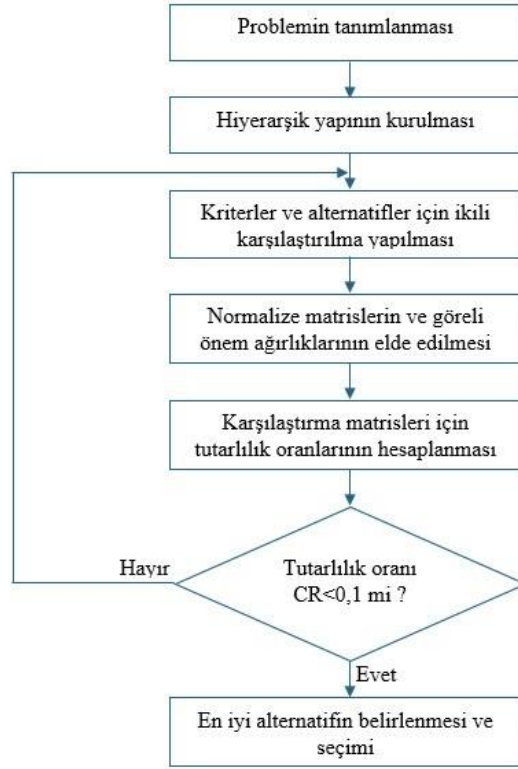 Problemin tanımlanması
Hiyerarşik yapının kurulması
Kriterler ve alternatifler için ikili
karşılaştırılma yapılması
Normalize matrislerin ve göreli
önem ağırlıklarının elde edilmesi
Karşılaştırma matrisleri için
tutarlılık oranlarının hesaplanması
Hayır
Tutarlılık oranı
CR<0,1 mi ?
Evet
En iyi alternatifin belirlenmesi ve
seçimi